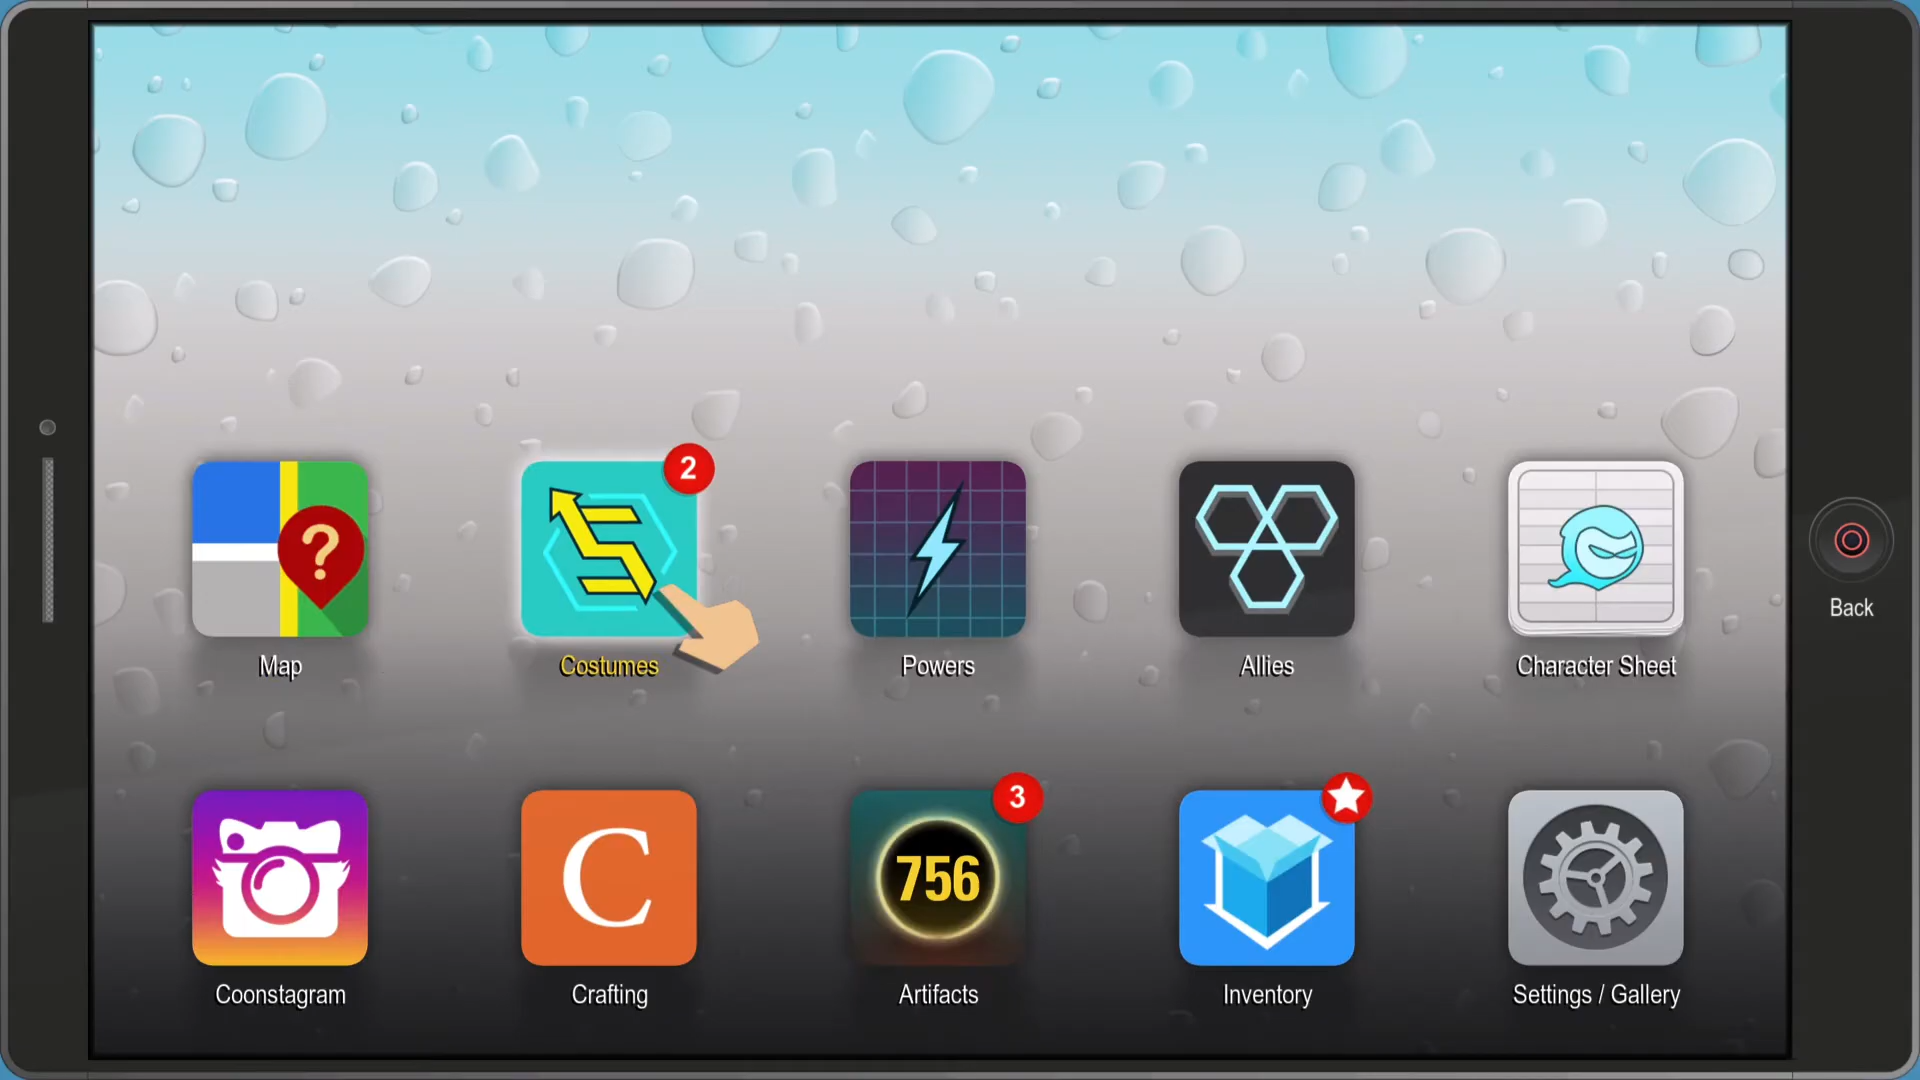 2
?
Map
Costumes
Powers
Allies
Character Sheet
Back
3
C
756
Coonstagram
Crafting
Artifacts
Inventory
Settings / Gallery